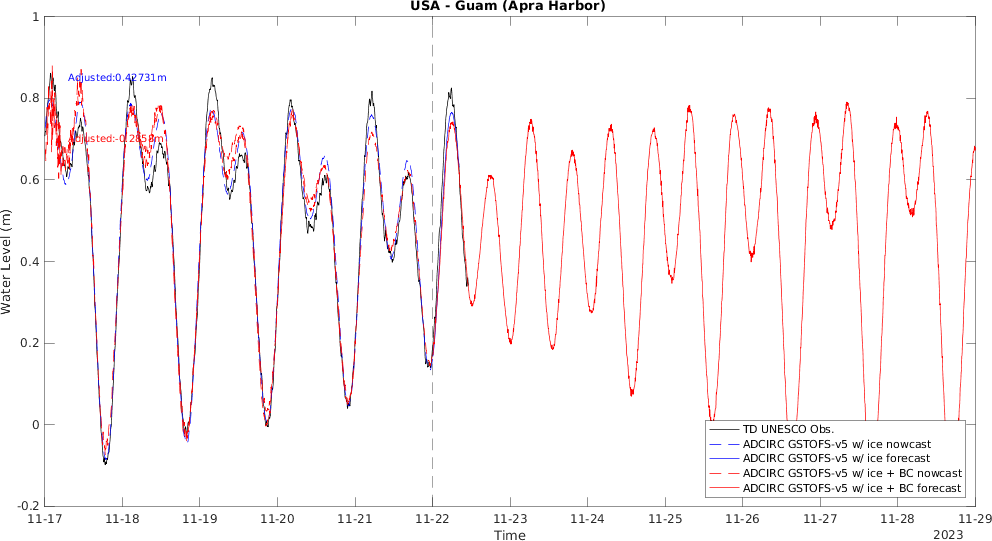 USA - Guam (Apra Harbor)
1
0.8
0.6
0.4
0.2
0
-0.2
Water Level (m)
Adjusted:0.42731m
TD UNESCO Obs.
ADCIRC GSTOFS-v5 w/ ice nowcast
ADCIRC GSTOFS-v5 w/ ice forecast
ADCIRC GSTOFS-v5 w/ ice + BC nowcast
ADCIRC GSTOFS-v5 w/ ice + BC forecast
11-17 11-18 11-19 11-20 11-21 11-22 11-23 11-24 11-25 11-26 11-27 11-28 11-29
Time
2023